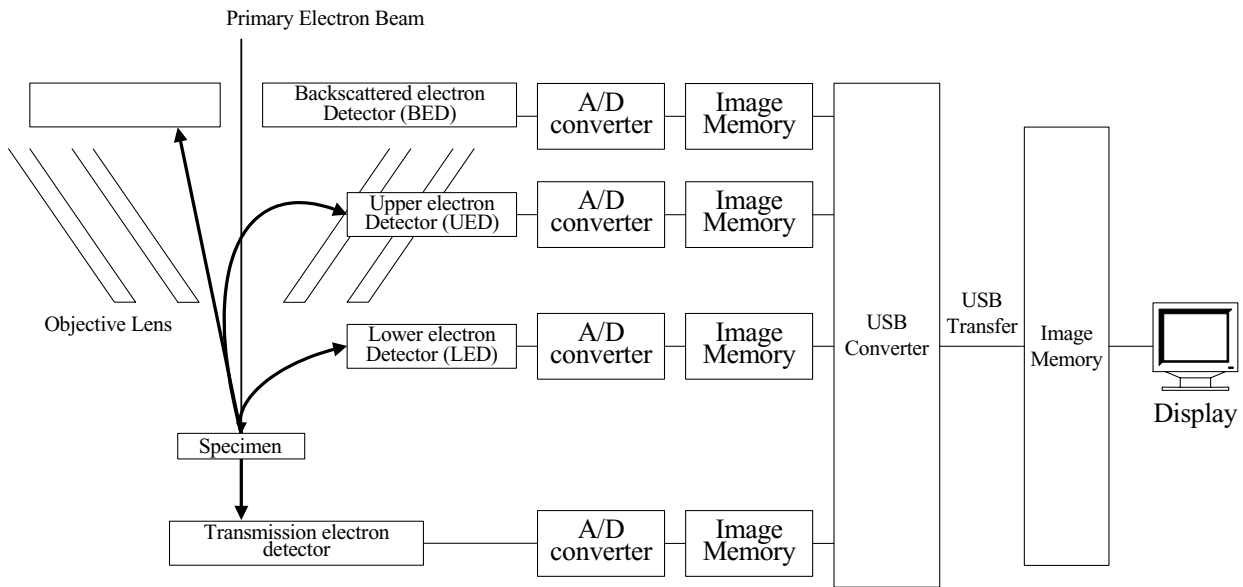 Primary Electron Beam
Backscattered electron
Detector (BED)
A/D
converter
Image
Memory
Upper electron
Detector (UED)
A/D
converter
Image
Memory
Objective Lens
Lower electron
Detector (LED)
A/D
converter
Image
Memory
USB
Converter
USB
Transfer
Image
Memory
Display
Specimen
Transmission electron
detector
A/D
converter
Image
Memory